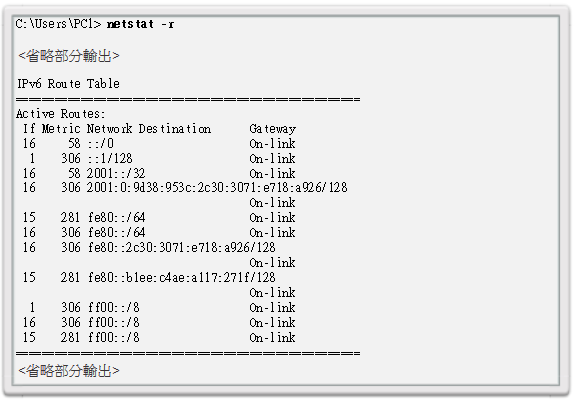 C:\Users\PC1> netstat -r
<省略部分輸出>
IPv6 Route Table
===========================================================================
Active Routes:
If Metric Network Destination Gateway
16 58 ::/0 On-link
1 306 ::1/128 On-link
16 58 2001::/32 On-link
16 306 2001:0:9d38:953c:2c30:3071:e718:a926/128
On-link
15 281 fe80::/64 On-link
16 306 fe80::/64 On-link
16 306 fe80::2c30:3071:e718:a926/128
On-link
15 281 fe80::b1ee:c4ae:a117:271f/128
On-link
1 306 ff00::/8 On-link
16 306 ff00::/8 On-link
15 281 ff00::/8 On-link
===========================================================================
<省略部分輸出>